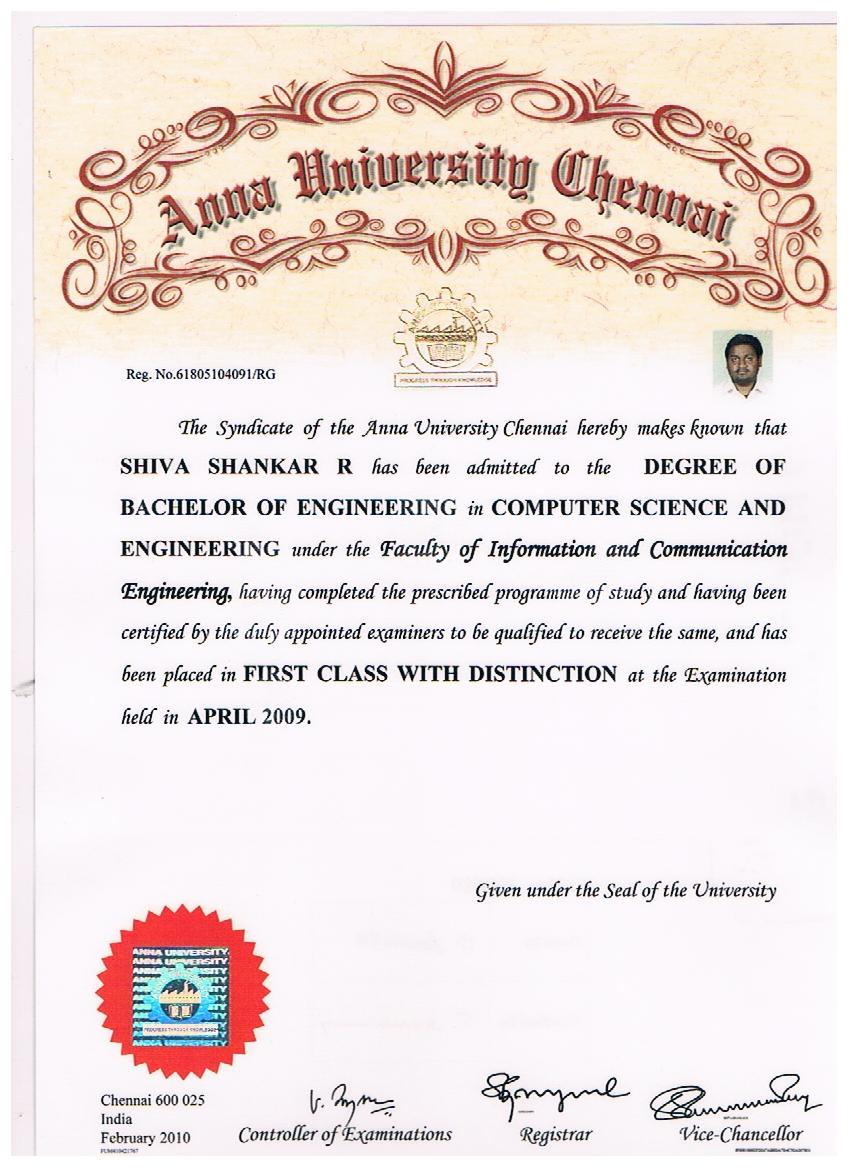 Anna University Chennai
ANNA UNIVERSITY
PROGRESS THROUGH KNOWLEDGE
Reg. No.61805104091/RG
The Syndicate of the Anna University Chennai hereby makes known that
SHIVA SHANKAR R has been admitted to the DEGREE OF
BACHELOR OF ENGINEERING in COMPUTER SCIENCE AND
ENGINEERING under the Faculty of Information and Communication
Engineering, having completed the prescribed programme of study and having been
certified by the duly appointed examiners to be qualified to receive the same, and has
been placed in FIRST CLASS WITH DISTINCTION at the Examination
held in APRIL 2009.
Given under the Seal of the University
ANNA UNIVERSITY
ANNA UNIVERSITY
PROGRESS THROUGH KNOWLEDGE
ANNA UNIVERSITY
Chennai 600 025
India
February 2010
Controller of Examinations
Registrar
Vice-Chancellor